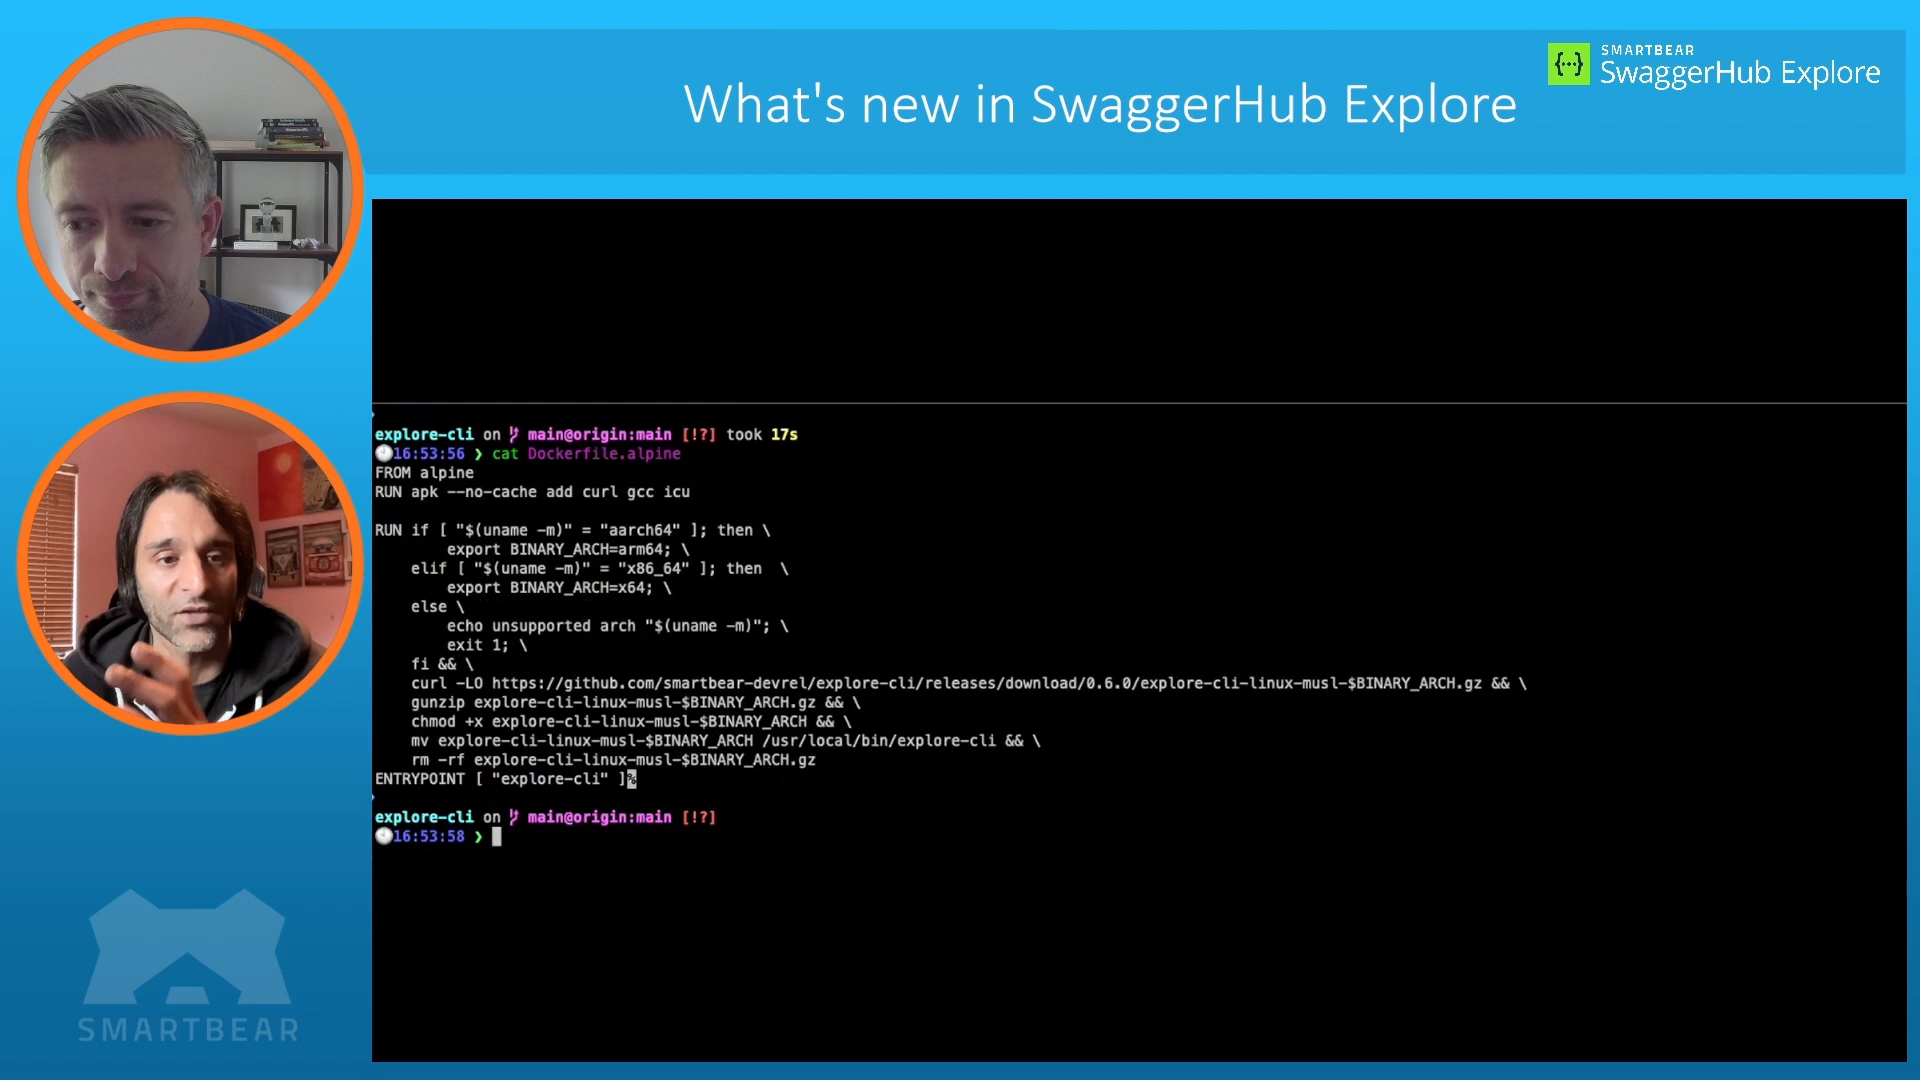 What's new in SwaggerHub Explore
SMARTBEAR
SwaggerHub Explore
explore-cli on main@origin:main [!?] took 17s
16:53:56 ❯ cat Dockerfile.alpine
FROM alpine
RUN apk --no-cache add curl gcc icu
RUN if [ "$(uname -m)" = "aarch64" ]; then \
export BINARY_ARCH=arm64; \
elif [ "$(uname -m)" = "x86_64" ]; then \
export BINARY_ARCH=x64; \
else \
echo unsupported arch "$(uname -m)"; \
exit 1; \
fi && \
curl -LO https://github.com/smartbear-devrel/explore-cli/releases/download/0.6.0/explore-cli-linux-musl-$BINARY_ARCH.gz && \
gunzip explore-cli-linux-musl-$BINARY_ARCH.gz && \
chmod +x explore-cli-linux-musl-$BINARY_ARCH && \
mv explore-cli-linux-musl-$BINARY_ARCH /usr/local/bin/explore-cli && \
rm -rf explore-cli-linux-musl-$BINARY_ARCH.gz
ENTRYPOINT [ "explore-cli" ]%
explore-cli on main@origin:main [!?]
16:53:58 ❯
SMARTBEAR